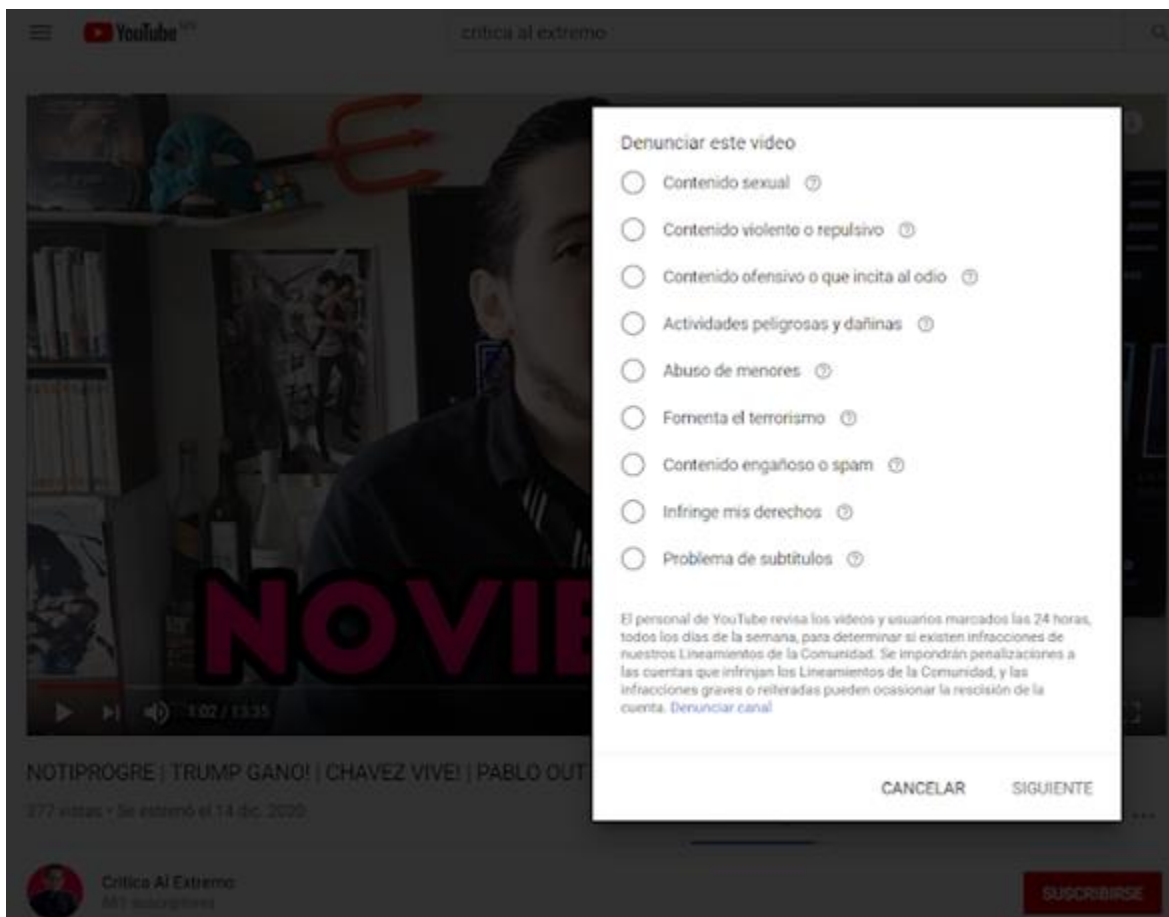 YouTube
critica al extremo
Denunciar este video
Contenido sexual
Contenido violento o repulsivo
Contenido ofensivo o que incita al odio
Actividades peligrosas y dañinas
Abuso de menores
Fomenta el terrorismo
Contenido engañoso o spam
Infringe mis derechos
Problema de subtítulos
El personal de YouTube revisa los videos y usuarios marcados las 24 horas,
todos los días de la semana, para determinar si existen infracciones de
nuestros Lineamientos de la Comunidad. Se impondrán penalizaciones a
las cuentas que infrinjan los Lineamientos de la Comunidad, y las
infracciones graves o reiteradas pueden ocasionar la rescisión de la
cuenta. Denunciar canal
CANCELAR SIGUIENTE
NOVIE
1:02 / 13:35
NOTIPROGRE | TRUMP GANO! | CHAVEZ VIVE! | PABLO OUT
377 vistas • Se estrenó el 14 dic. 2020
Critico Al Extremo
suscriptores
SUSCRIBIRSE